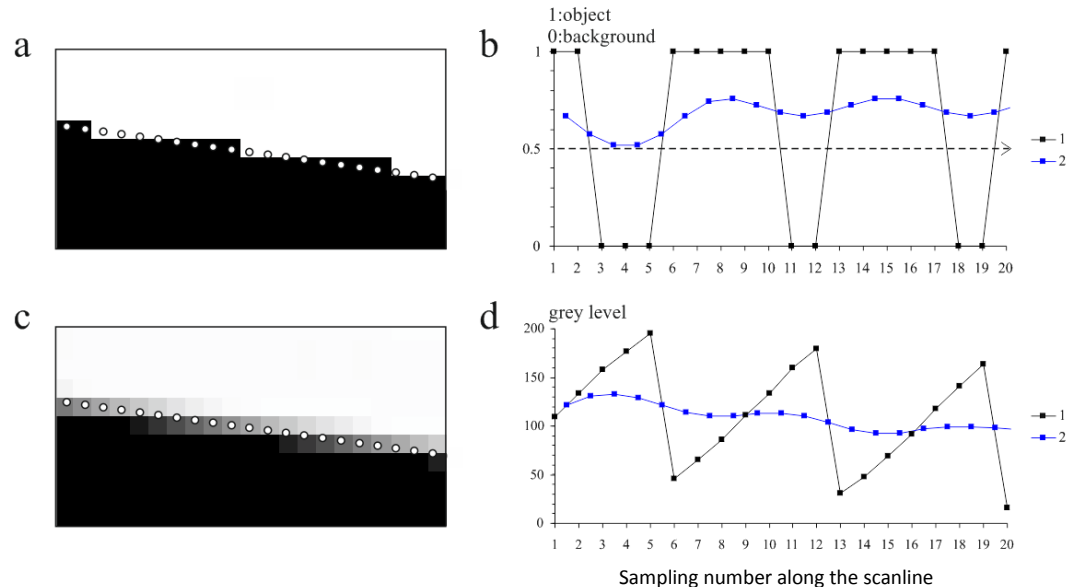 a
b
1:object
0:background
1
0.5
0
1 2 3 4 5 6 7 8 9 10 11 12 13 14 15 16 17 18 19 20
1
2
c
d
grey level
200
150
100
50
0
1 2 3 4 5 6 7 8 9 10 11 12 13 14 15 16 17 18 19 20
1
2
Sampling number along the scanline